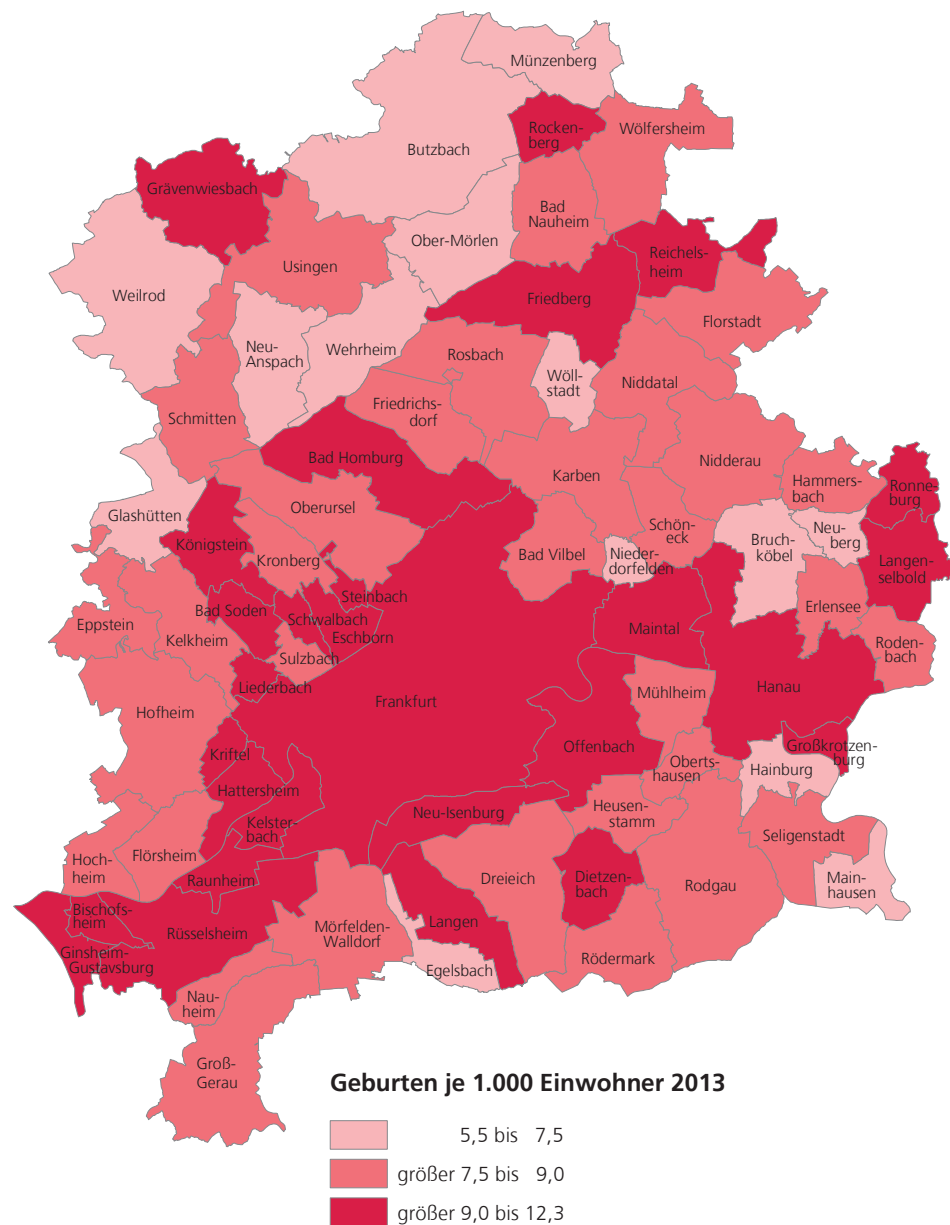 Münzenberg
Rocken-
berg
Wölfersheim
Butzbach
Grävenwiesbach
Bad
Nauheim
Ober-Mörlen
Reichels-
heim
Usingen
Weilrod
Friedberg
Florstadt
Neu-
Anspach
Wehrheim
Rosbach
Wöll-
stadt
Niddatal
Schmitten
Friedrichs-
dorf
Bad Homburg
Karben
Nidderau
Hammers-
bach
Ronne-
burg
Glashütten
Oberursel
Schön-
eck
Bruch-
köbel
Neu-
berg
Königstein
Kronberg
Bad Vilbel
Nieder-
dorfelden
Langen-
selbold
Steinbach
Bad Soden
Schwalbach
Eschborn
Erlensee
Eppstein
Kelkheim
Sulzbach
Maintal
Roden-
bach
Liederbach
Frankfurt
Mühlheim
Hanau
Hofheim
Kriftel
Offenbach
Oberts-
hausen
Großkrotzen-
burg
Hainburg
Hattersheim
Neu-Isenburg
Heusen-
stamm
Kelster-
bach
Seligenstadt
Hoch-
heim
Flörsheim
Raunheim
Dreieich
Dietzen-
bach
Rodgau
Main-
hausen
Bischofs-
heim
Rüsselsheim
Mörfelden-
Walldorf
Langen
Ginsheim-
Gustavsburg
Egelsbach
Rödermark
Nau-
heim
Groß-
Gerau
Geburten je 1.000 Einwohner 2013
5,5 bis 7,5
größer 7,5 bis 9,0
größer 9,0 bis 12,3